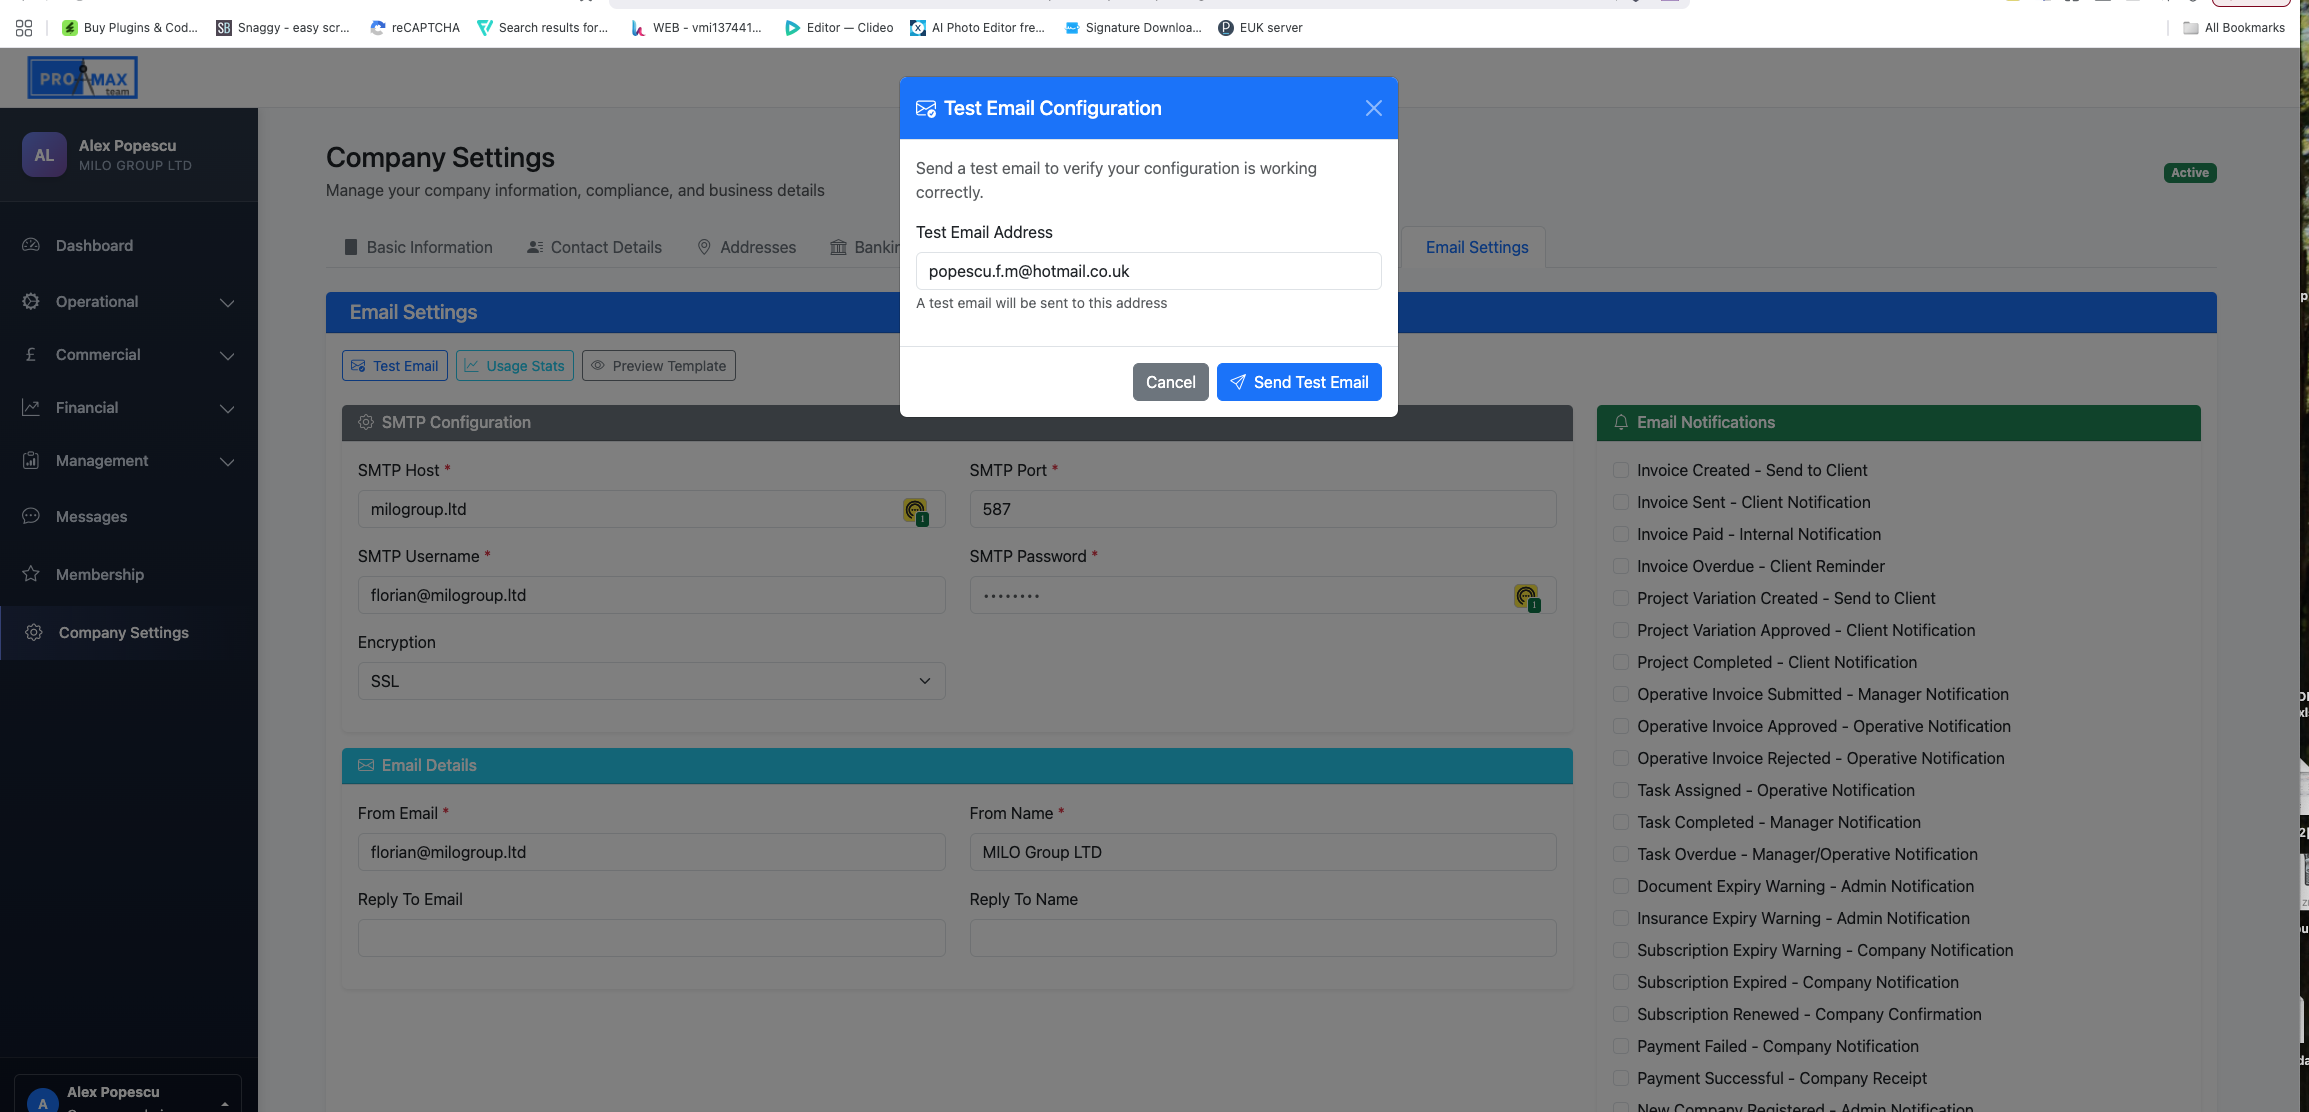 Buy Plugins & Cod...
Snaggy - easy scr...
reCAPTCHA
Search results for...
WEB - vmi137441...
Editor — Clideo
AI Photo Editor fre...
Signature Downloa...
EUK server
All Bookmarks
PRO MAX
team
AL
Alex Popescu
MILO GROUP LTD
Dashboard
Operational
Commercial
Financial
Management
Messages
Membership
Company Settings
A
Alex Popescu
Company Settings
Manage your company information, compliance, and business details
Active
Basic Information
Contact Details
Addresses
Bankin
Email Settings
Email Settings
Test Email
Usage Stats
Preview Template
Test Email Configuration
Send a test email to verify your configuration is working
correctly.
Test Email Address
popescu.f.m@hotmail.co.uk
A test email will be sent to this address
Cancel
Send Test Email
SMTP Configuration
SMTP Host *
milogroup.ltd
1
SMTP Port *
587
SMTP Username *
florian@milogroup.ltd
SMTP Password *
••••••••
1
Encryption
SSL
Email Details
From Email *
florian@milogroup.ltd
From Name *
MILO Group LTD
Reply To Email
Reply To Name
Email Notifications
Invoice Created - Send to Client
Invoice Sent - Client Notification
Invoice Paid - Internal Notification
Invoice Overdue - Client Reminder
Project Variation Created - Send to Client
Project Variation Approved - Client Notification
Project Completed - Client Notification
Operative Invoice Submitted - Manager Notification
Operative Invoice Approved - Operative Notification
Operative Invoice Rejected - Operative Notification
Task Assigned - Operative Notification
Task Completed - Manager Notification
Task Overdue - Manager/Operative Notification
Document Expiry Warning - Admin Notification
Insurance Expiry Warning - Admin Notification
Subscription Expiry Warning - Company Notification
Subscription Expired - Company Notification
Subscription Renewed - Company Confirmation
Payment Failed - Company Notification
Payment Successful - Company Receipt
New Company Registered - Admin Notification